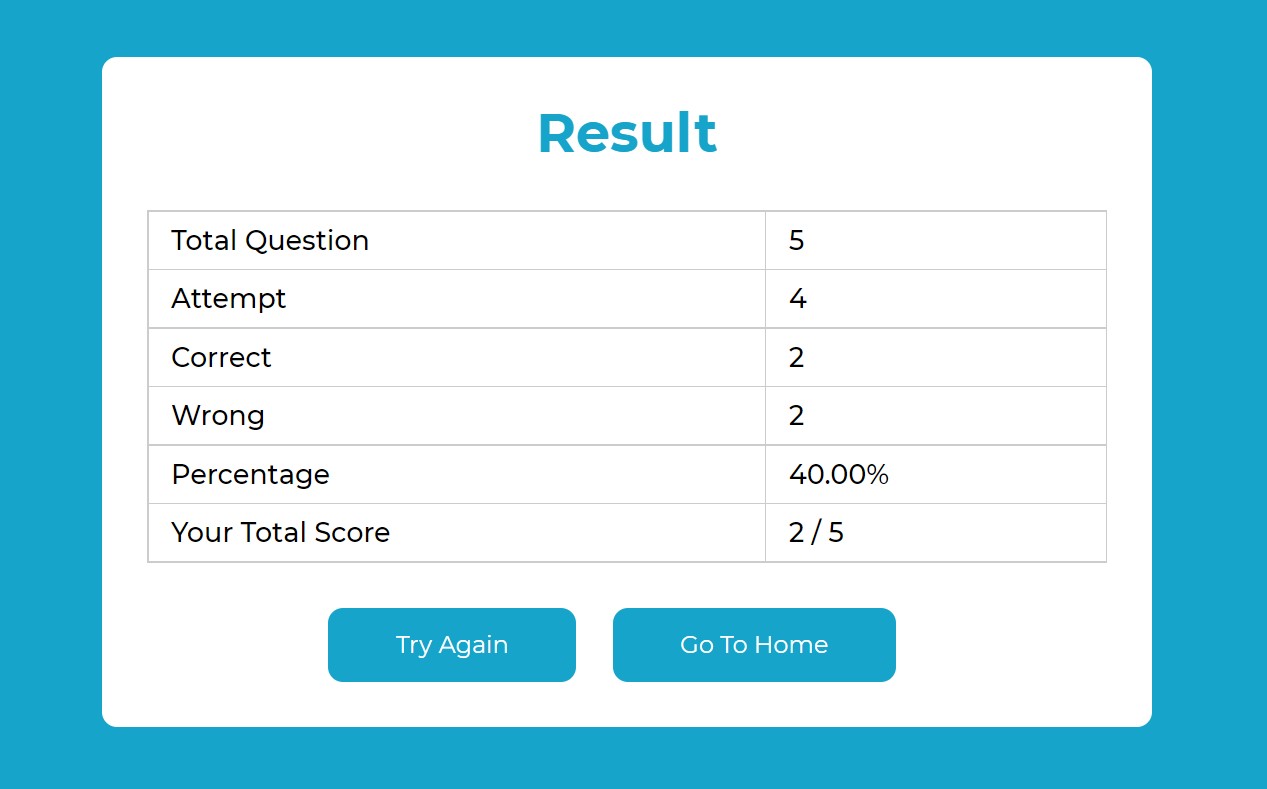 Result
Total Question 5
Attempt 4
Correct 2
Wrong 2
Percentage 40.00%
Your Total Score 2 / 5
Try Again Go To Home